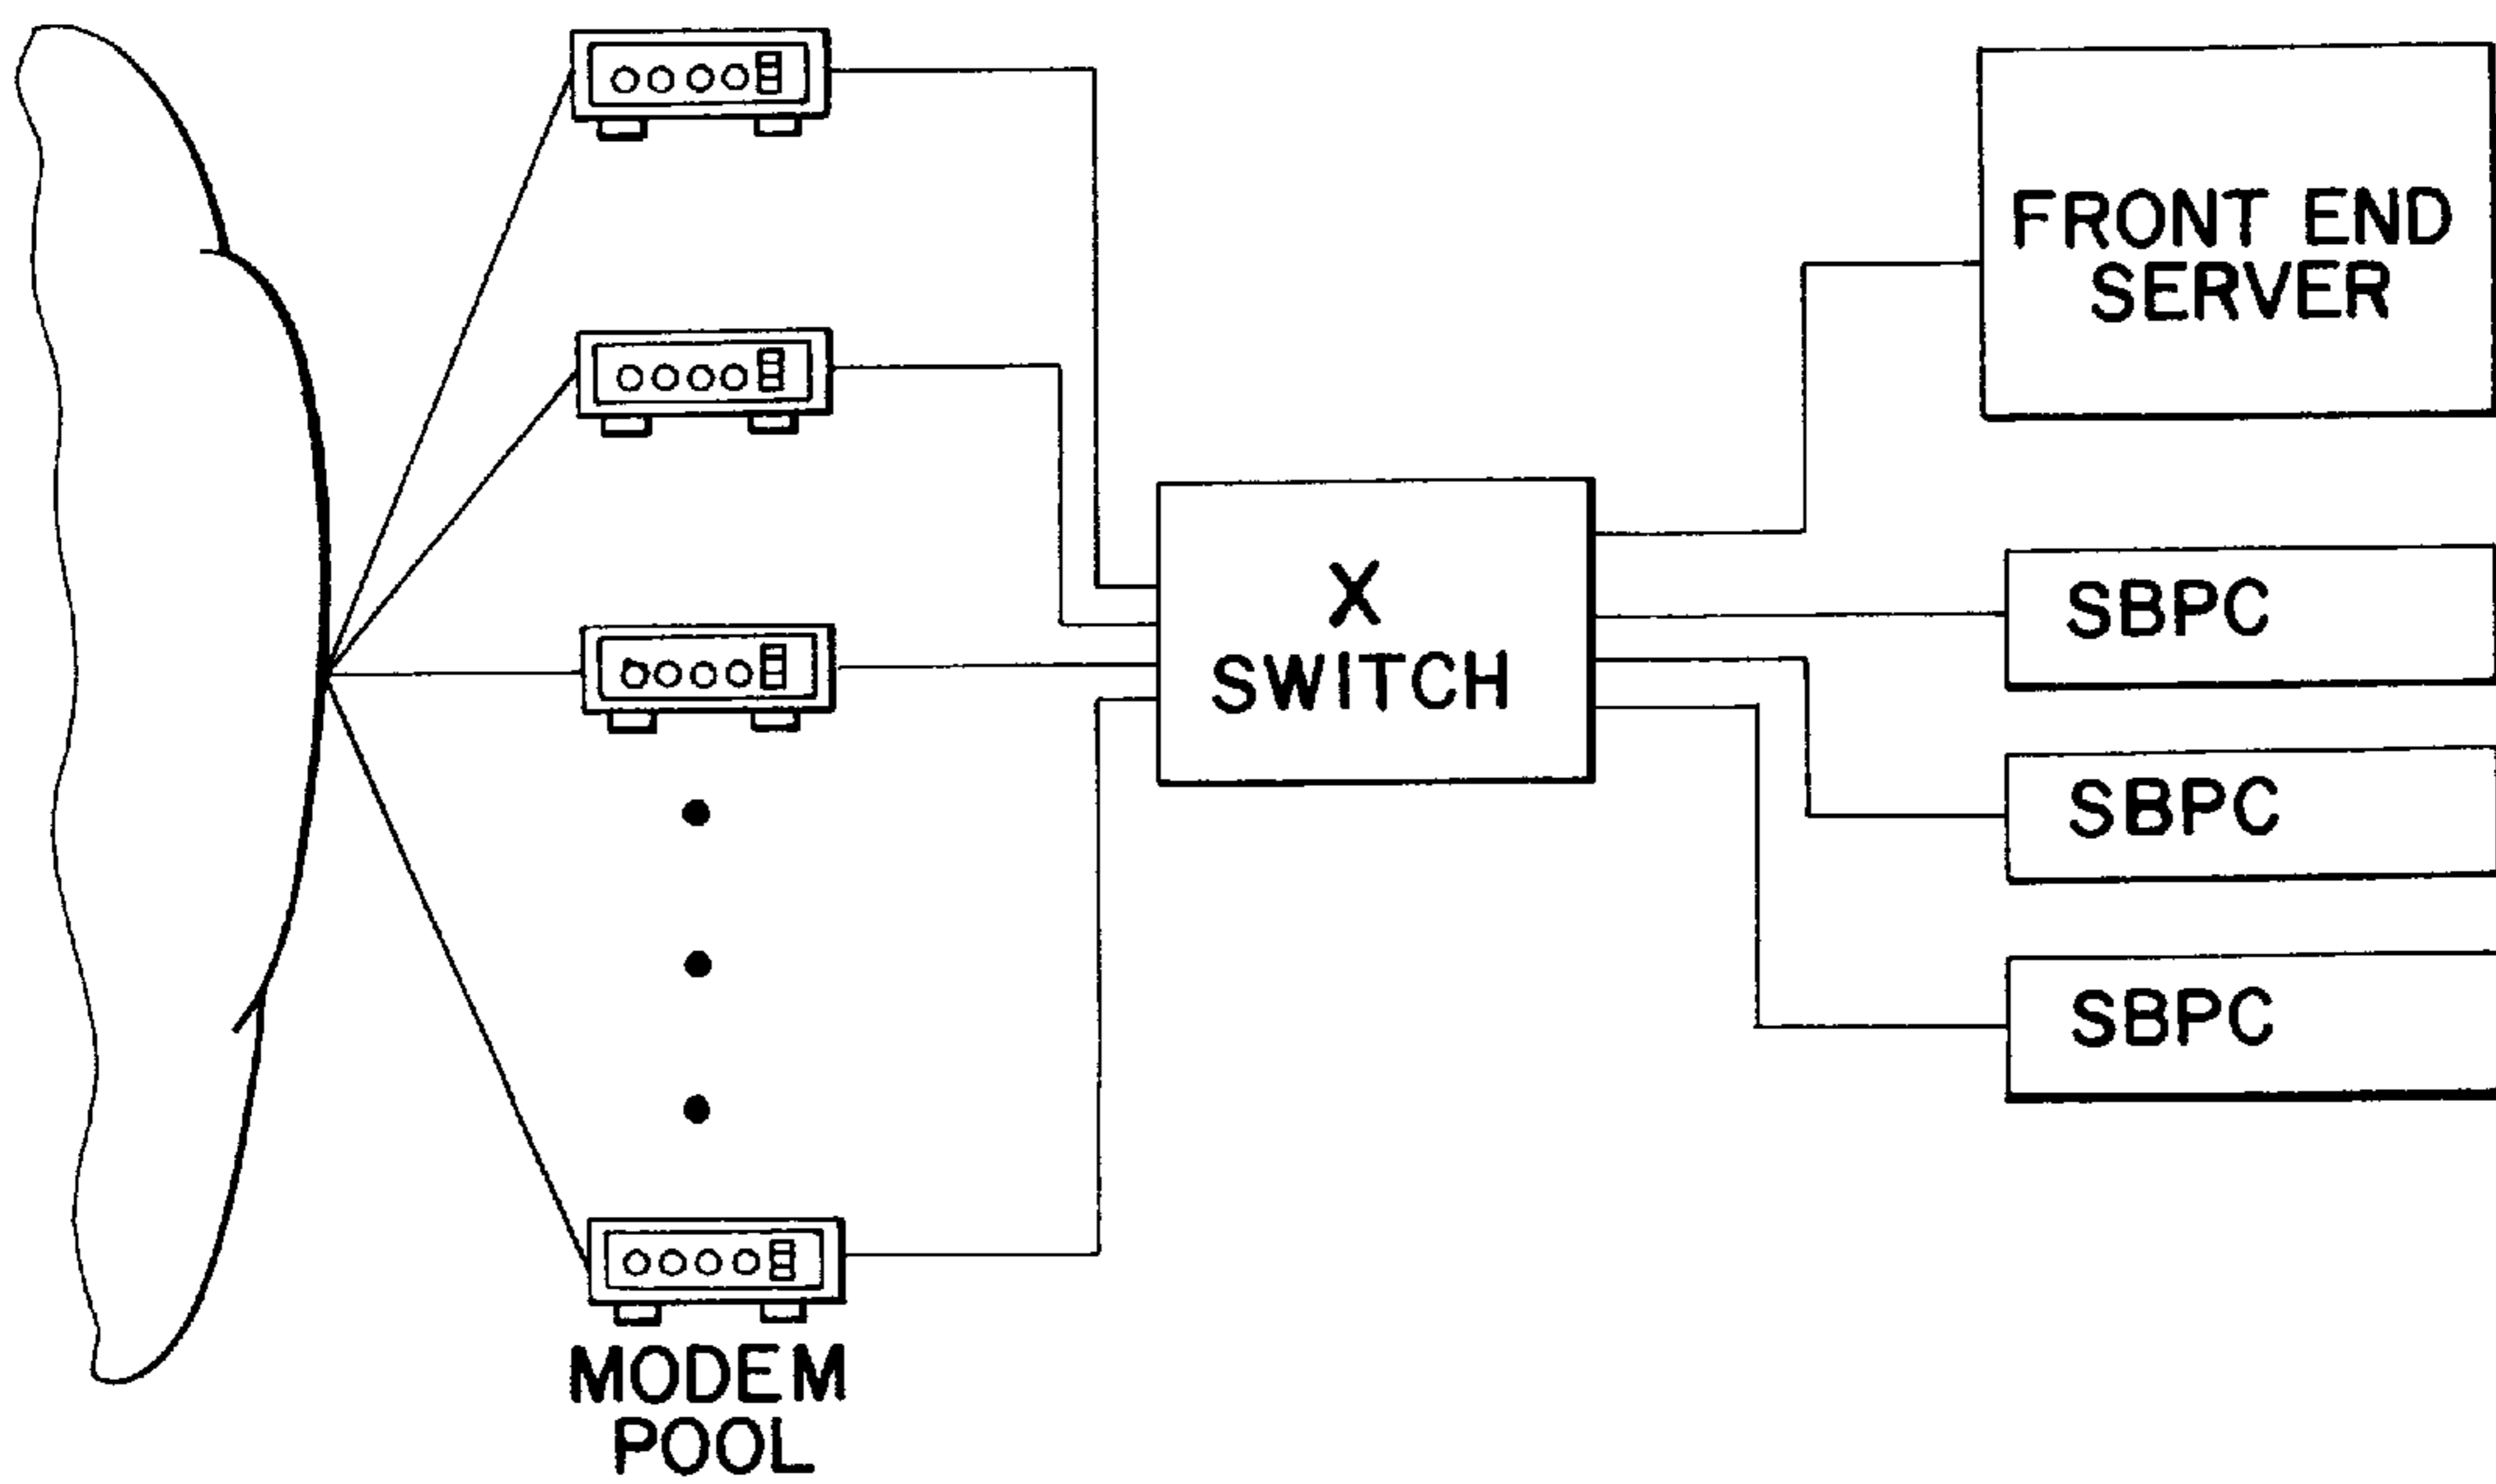 FRONT END
SERVER
X
SWITCH
SBPC
SBPC
SBPC
MODEM
POOL